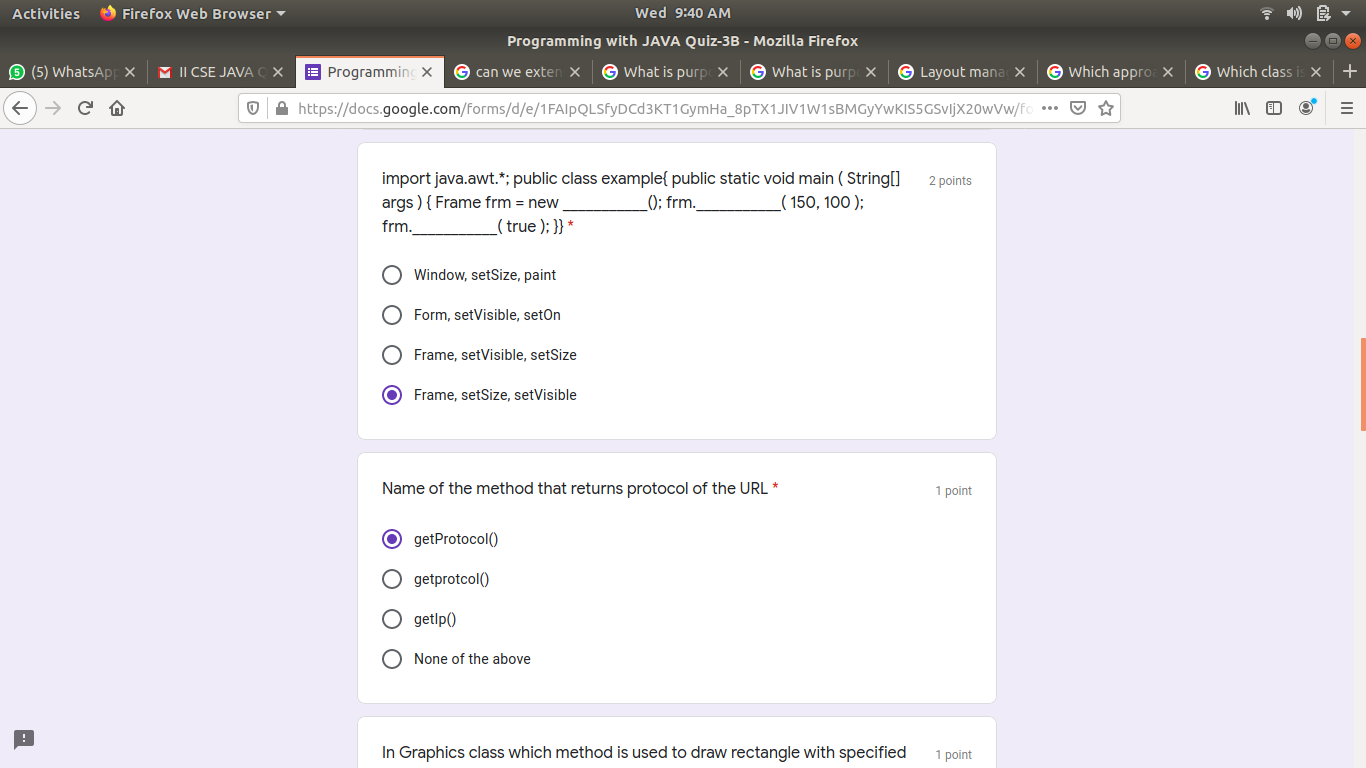 Activities Firefox Web Browser Wed 9:40 AM
Programming with JAVA Quiz-3B - Mozilla Firefox
(5) WhatsApp II CSE JAVA Q Programming can we exten What is purp What is purp Layout mana Which appro Which class is
https://docs.google.com/forms/d/e/1FAIpQLSfyDCd3KT1GymHa_8pTX1JIV1W1sBMGyYwKIS5GSvIjX20wVw/fo
import java.awt.*; public class example{ public static void main ( String[] 2 points
args ) { Frame frm = new ___________(); frm.___________( 150, 100 );
frm.___________( true ); }} *
Window, setSize, paint
Form, setVisible, setOn
Frame, setVisible, setSize
Frame, setSize, setVisible
Name of the method that returns protocol of the URL * 1 point
getProtocol()
getprotcol()
getIp()
None of the above
In Graphics class which method is used to draw rectangle with specified 1 point